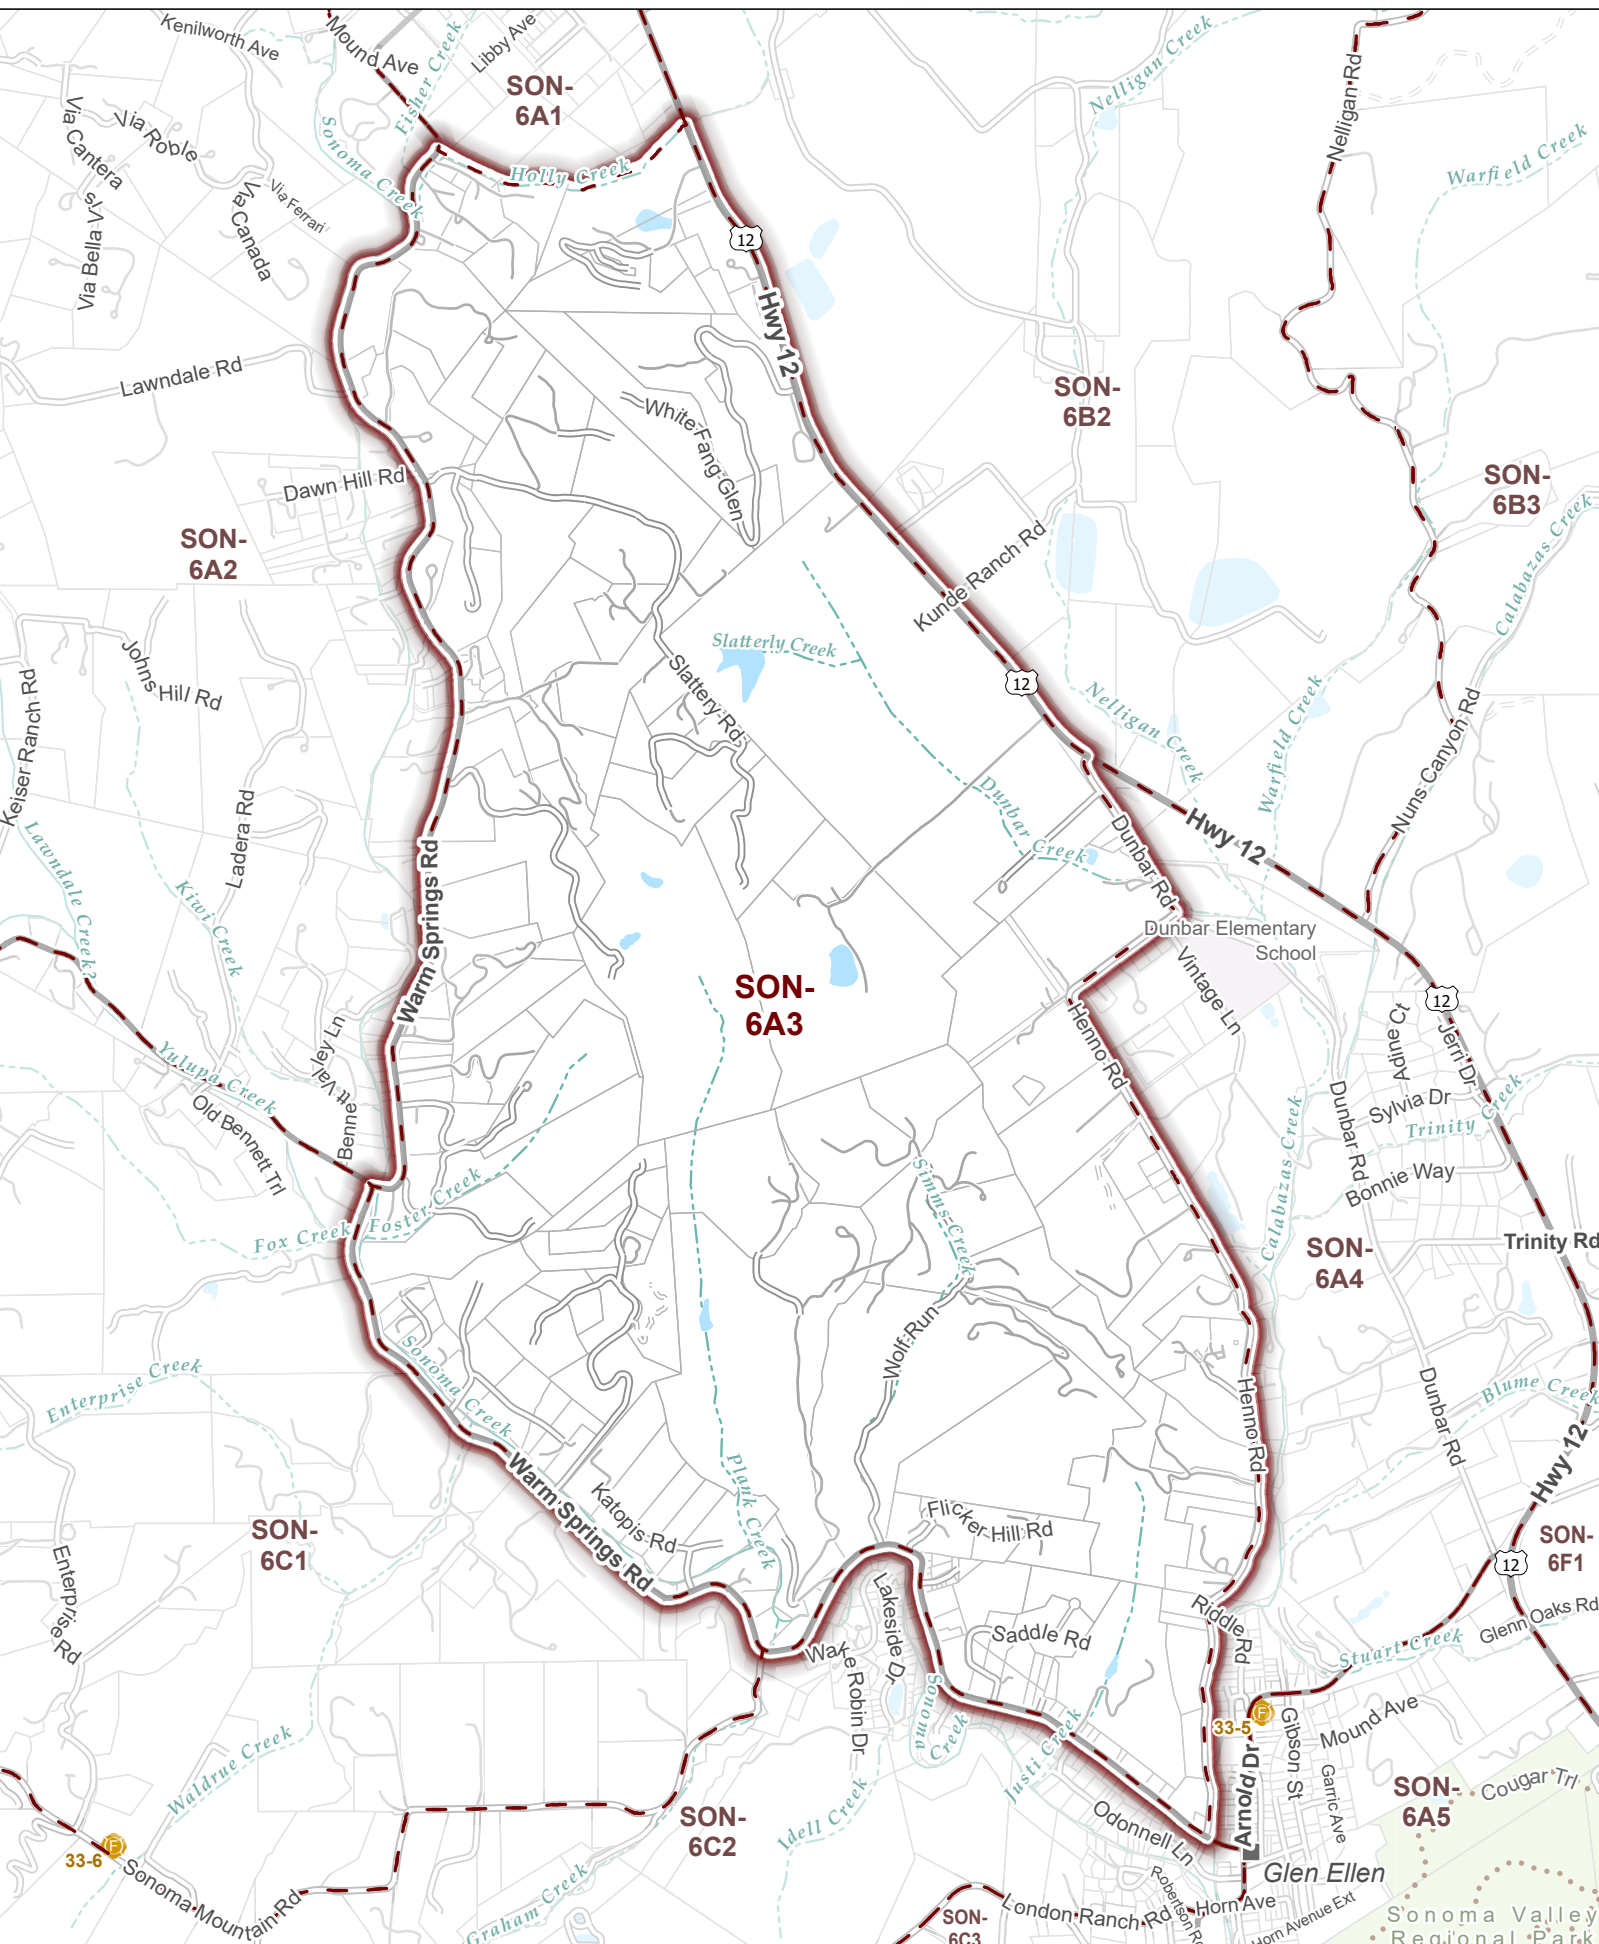 Kenilworth Ave
Mound Ave
Fisher Creek
Libby Ave
SON-
6A1
Nelligan Creek
Nelligan Rd
Warfield Creek
Via Cantera
Via Roble
Via Bella Vis
Via Canada
Via Ferrari
Sonoma Creek
Holly Creek
12
Hwy 12
Lawndale Rd
White Fang Glen
SON-
6B2
Dawn Hill Rd
SON-
6B3
SON-
6A2
Calabazas Creek
Kunde Ranch Rd
Slatterly Creek
Slattery Rd
12
Johns Hill Rd
Keiser Ranch Rd
Nelligan Creek
Warfield Creek
Nuns Canyon Rd
Ladera Rd
Lawndale Creek?
Kiwi Creek
Dunbar Creek
Dunbar Rd
Hwy 12
Warm Springs Rd
Dunbar Elementary
School
Vintage Ln
SON-
6A3
Henno Rd
12
Adine Ct
Jerri Dr
Bennett Valley Ln
Yulupa Creek
Old Bennett Trl
Sylvia Dr
Trinity Creek
Dunbar Rd
Bonnie Way
Calabazas Creek
Fox Creek
Foster Creek
Simms Creek
Trinity Rd
SON-
6A4
Wolf Run
Sonoma Creek
Enterprise Creek
Henno Rd
Dunbar Rd
Blume Creek
Hwy 12
Plank Creek
Warm Springs Rd
Katopis Rd
Flicker Hill Rd
SON-
6C1
SON-
6F1
12
Enterprise Rd
Lakeside Dr
Wake Robin Dr
Saddle Rd
Riddle Rd
Glenn Oaks Rd
Stuart Creek
Sonoma Creek
Justi Creek
33-5
Gibson St
Mound Ave
Garric Ave
Arnold Dr
Waldrue Creek
Idell Creek
SON-
6C2
SON-
6A5
Cougar Trl
Odonnell Ln
33-6
Sonoma Mountain Rd
Glen Ellen
Graham Creek
SON-
6C3
London Ranch Rd
Robertson Rd
Horn Ave
Horn Avenue Ext
Sonoma Valley
Regional Park